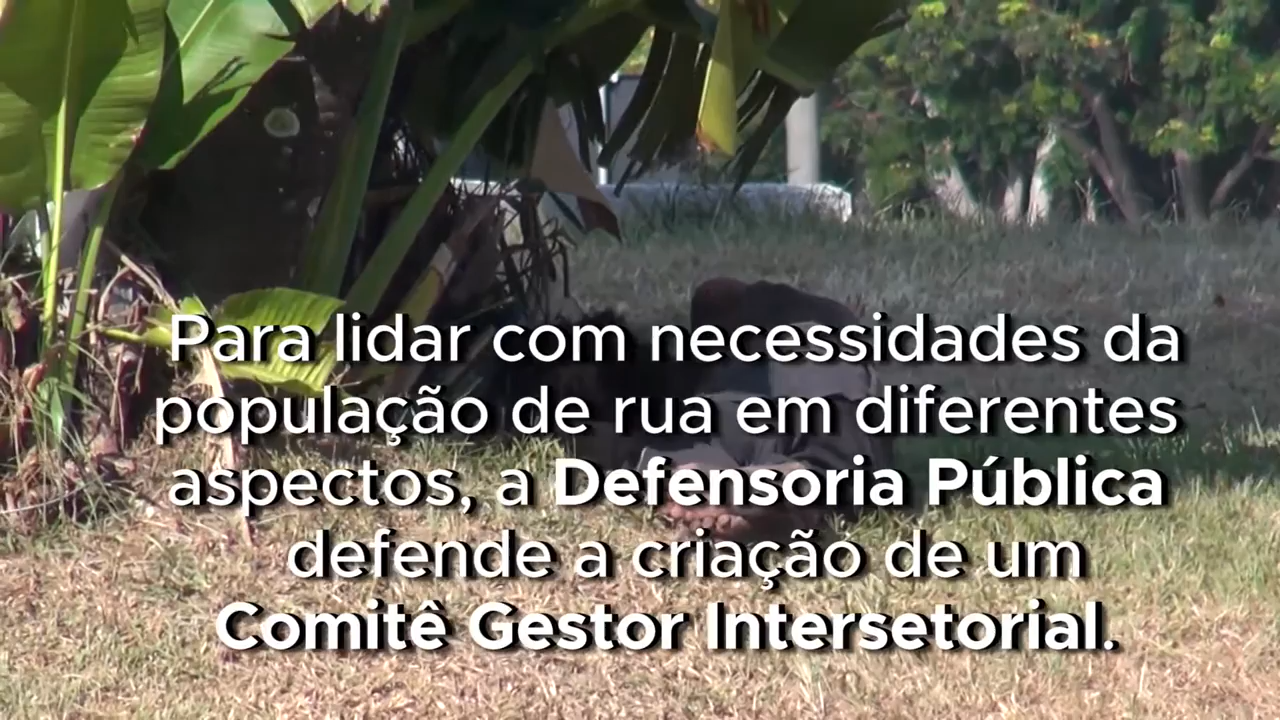 Para lidar com necessidades da
população de rua em diferentes
aspectos, a Defensoria Pública
defende a criação de um
Comitê Gestor Intersetorial.